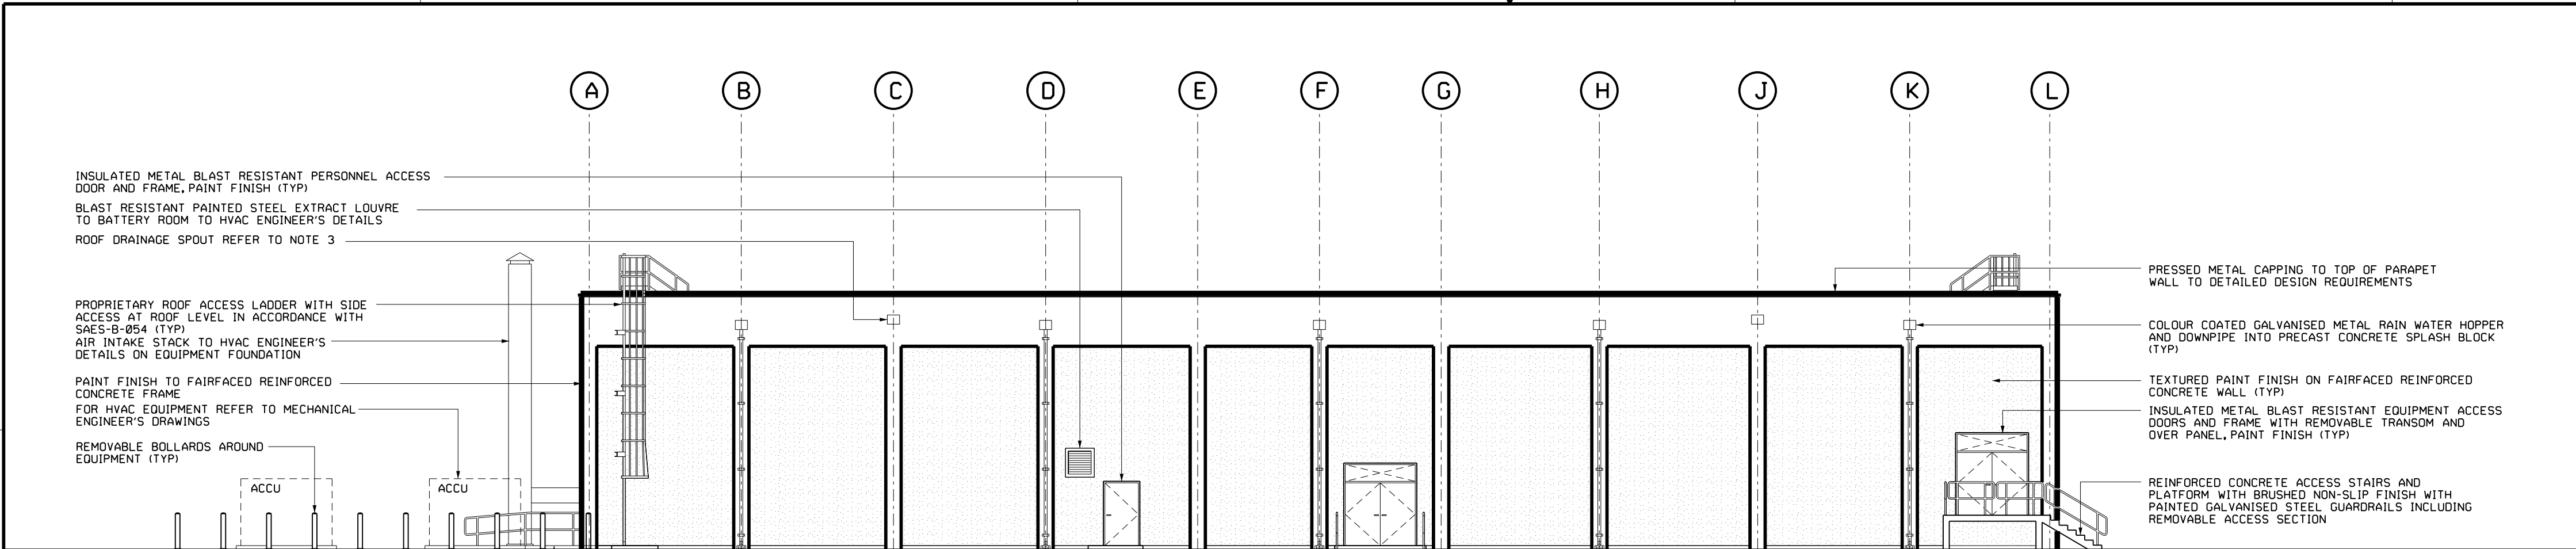 A B C D E F G H J K L
INSULATED METAL BLAST RESISTANT PERSONNEL ACCESS
DOOR AND FRAME, PAINT FINISH (TYP)
BLAST RESISTANT PAINTED STEEL EXTRACT LOUVRE
TO BATTERY ROOM TO HVAC ENGINEER'S DETAILS
ROOF DRAINAGE SPOUT REFER TO NOTE 3
PROPRIETARY ROOF ACCESS LADDER WITH SIDE
ACCESS AT ROOF LEVEL IN ACCORDANCE WITH
SAES-B-054 (TYP)
AIR INTAKE STACK TO HVAC ENGINEER'S
DETAILS ON EQUIPMENT FOUNDATION
PAINT FINISH TO FAIRFACED REINFORCED
CONCRETE FRAME
FOR HVAC EQUIPMENT REFER TO MECHANICAL
ENGINEER'S DRAWINGS
REMOVABLE BOLLARDS AROUND
EQUIPMENT (TYP)
ACCU
ACCU
PRESSED METAL CAPPING TO TOP OF PARAPET
WALL TO DETAILED DESIGN REQUIREMENTS
COLOUR COATED GALVANISED METAL RAIN WATER HOPPER
AND DOWNPIPE INTO PRECAST CONCRETE SPLASH BLOCK
(TYP)
TEXTURED PAINT FINISH ON FAIRFACED REINFORCED
CONCRETE WALL (TYP)
INSULATED METAL BLAST RESISTANT EQUIPMENT ACCESS
DOORS AND FRAME WITH REMOVABLE TRANSOM AND
OVER PANEL, PAINT FINISH (TYP)
REINFORCED CONCRETE ACCESS STAIRS AND
PLATFORM WITH BRUSHED NON-SLIP FINISH WITH
PAINTED GALVANISED STEEL GUARDRAILS INCLUDING
REMOVABLE ACCESS SECTION